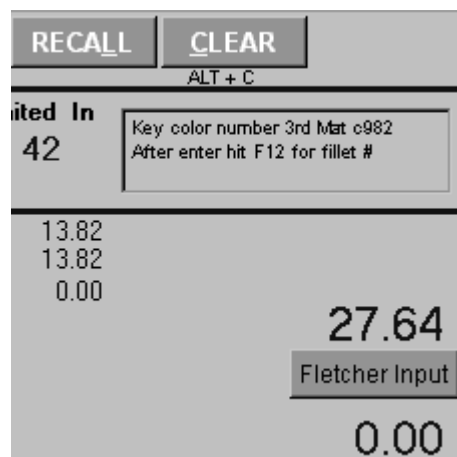 RECALL CLEAR
ALT + C
ited In
42
Key color number 3rd Mat c982
After enter hit F12 for fillet #
13.82
13.82
0.00
27.64
Fletcher Input
0.00